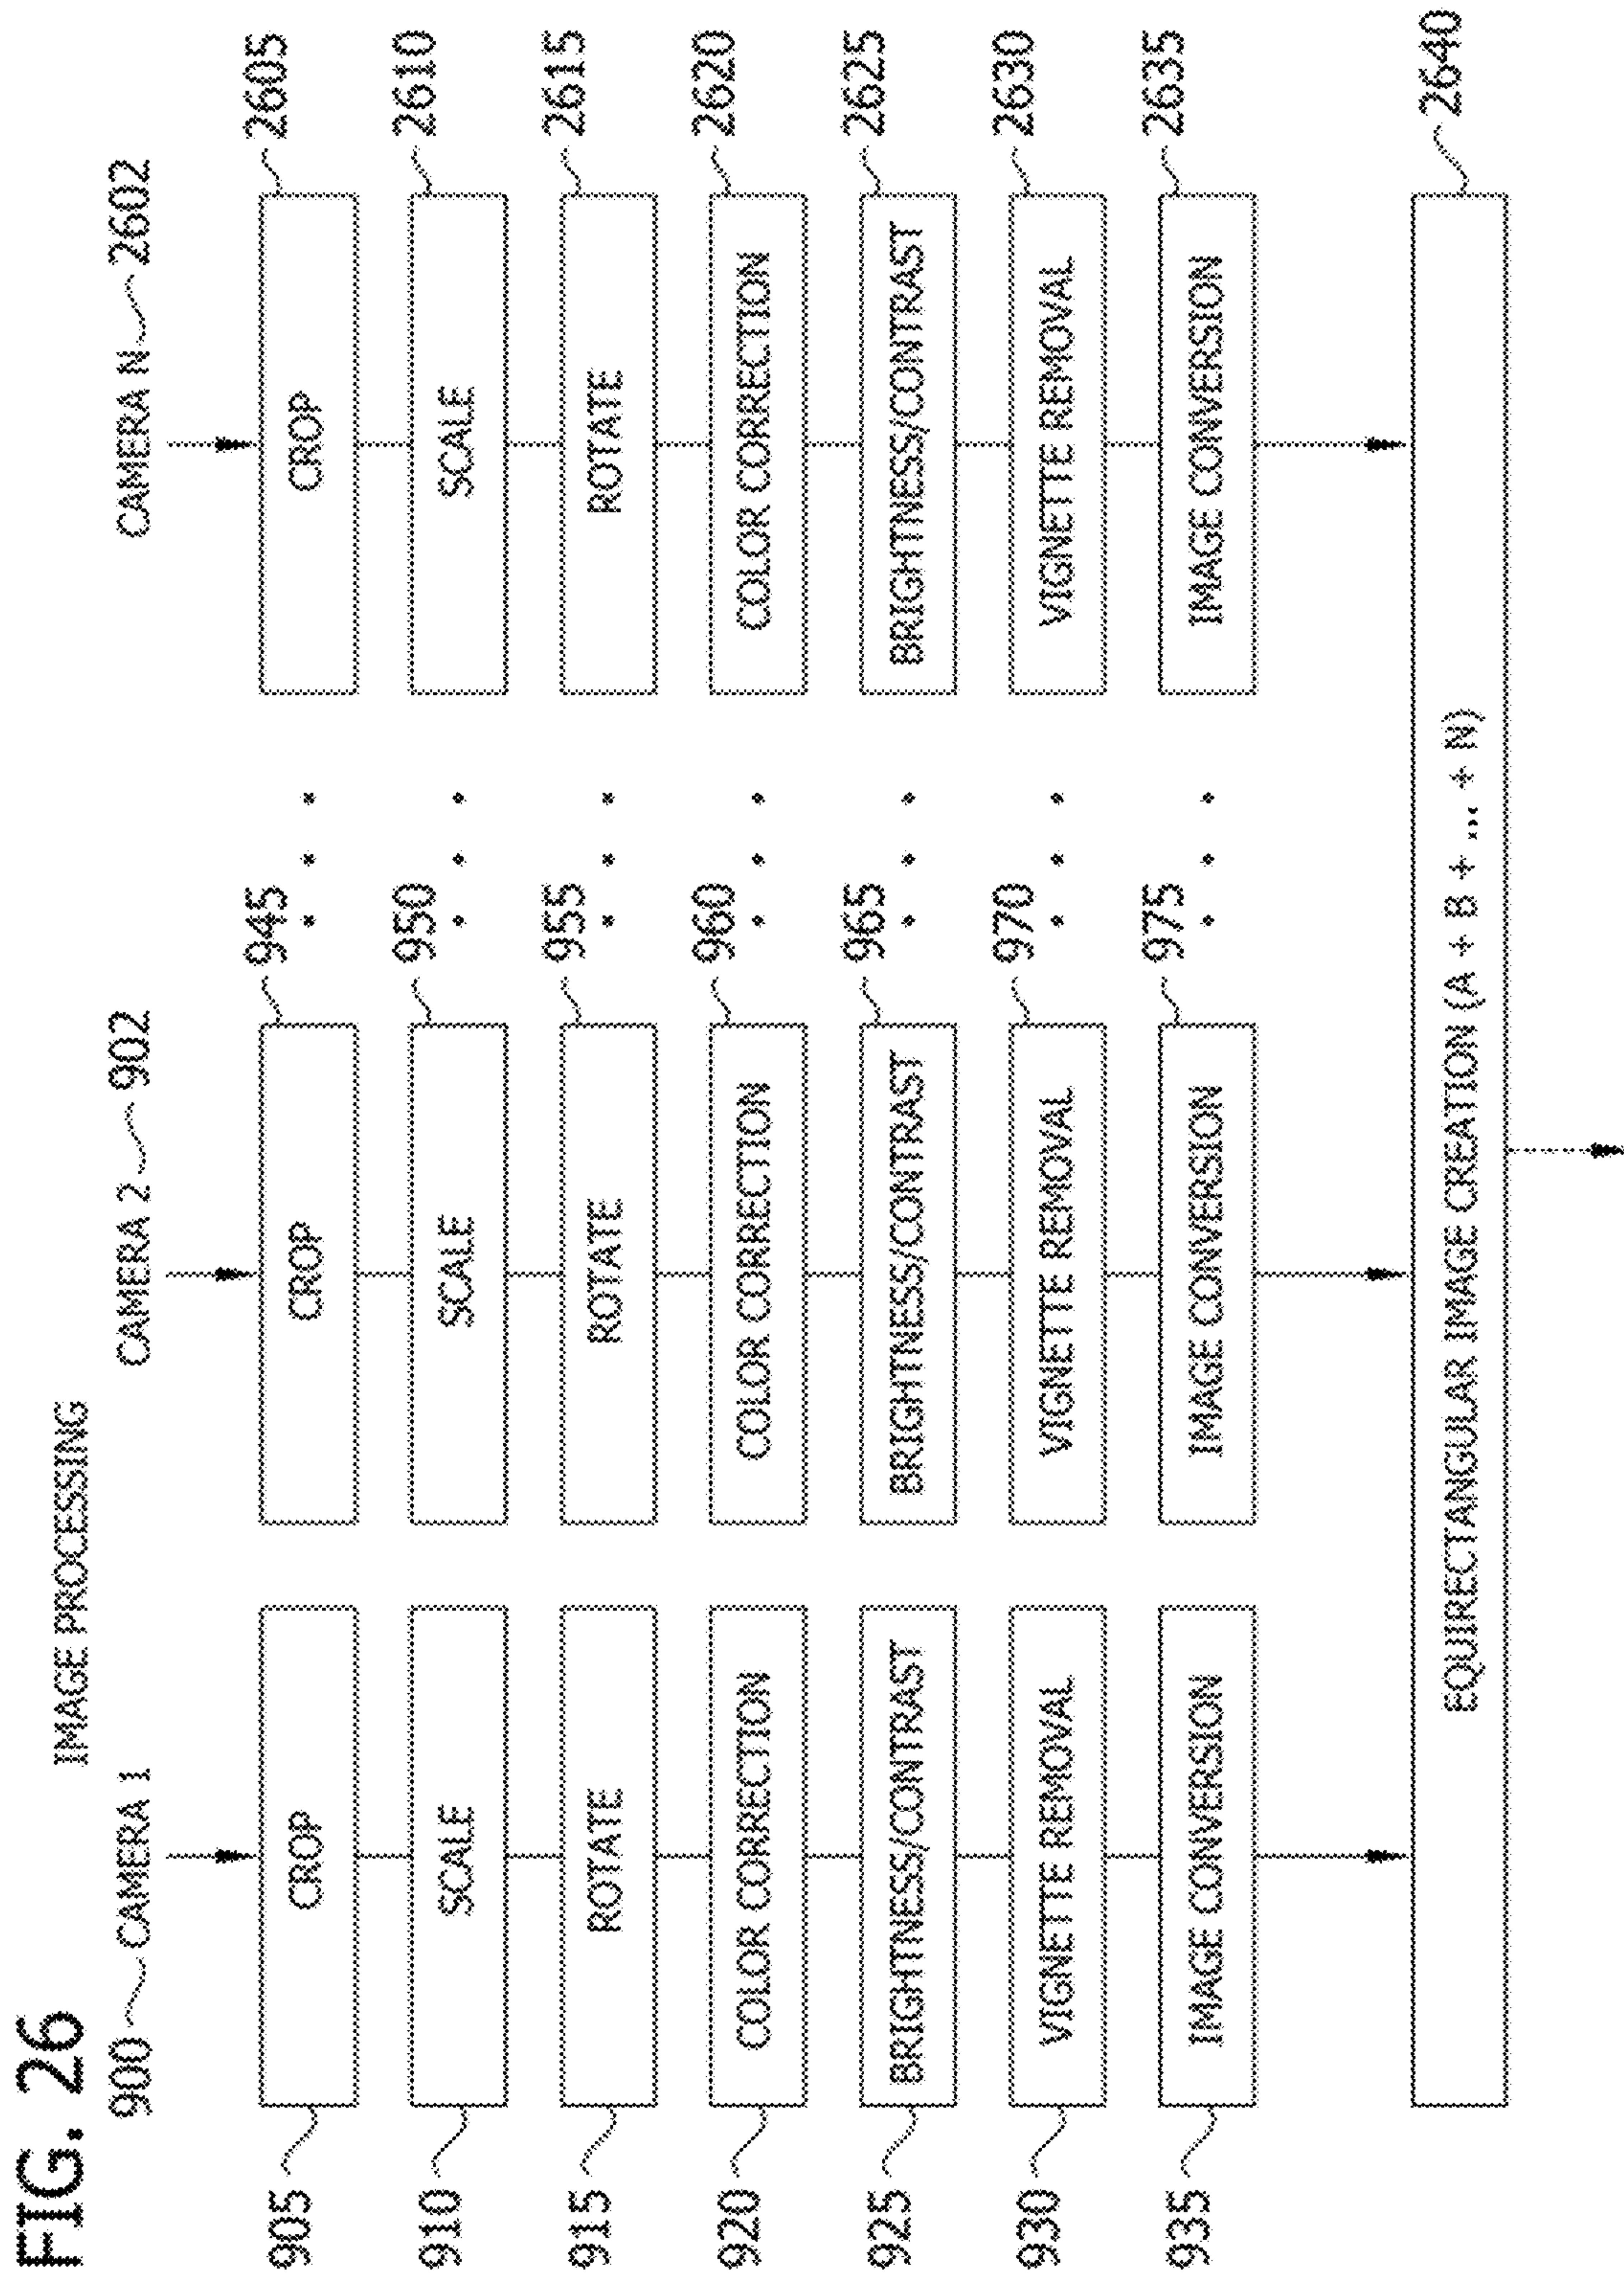 FIG. 26
IMAGE PROCESSING
900 CAMERA 1 CAMERA 2 902 CAMERA N 2602
905 CROP CROP 945 CROP 2605
910 SCALE SCALE 950 SCALE 2610
915 ROTATE ROTATE 955 ROTATE 2615
920 COLOR CORRECTION COLOR CORRECTION 960 COLOR CORRECTION 2620
925 BRIGHTNESS/CONTRAST BRIGHTNESS/CONTRAST 965 BRIGHTNESS/CONTRAST 2625
930 VIGNETTE REMOVAL VIGNETTE REMOVAL 970 VIGNETTE REMOVAL 2630
935 IMAGE CONVERSION IMAGE CONVERSION 975 IMAGE CONVERSION 2635
EQUIRECTANGULAR IMAGE CREATION (A + B + ... + N) 2640